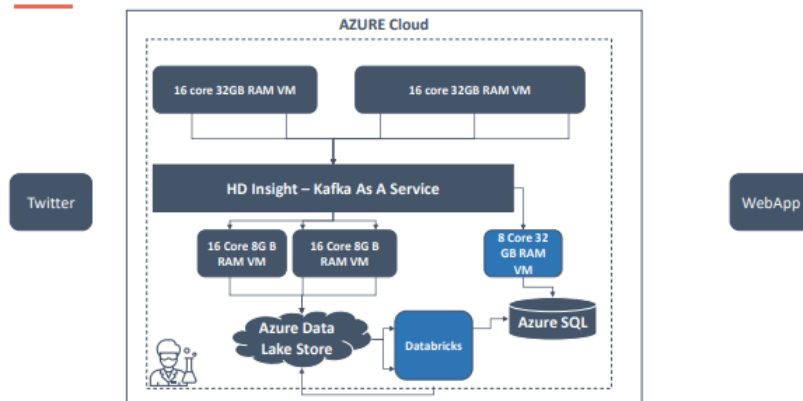 AZURE Cloud
16 core 32GB RAM VM
16 core 32GB RAM VM
Twitter
HD Insight – Kafka As A Service
WebApp
16 Core 8G B
RAM VM
16 Core 8G B
RAM VM
8 Core 32
GB RAM
VM
Azure Data
Lake Store
Databricks
Azure SQL